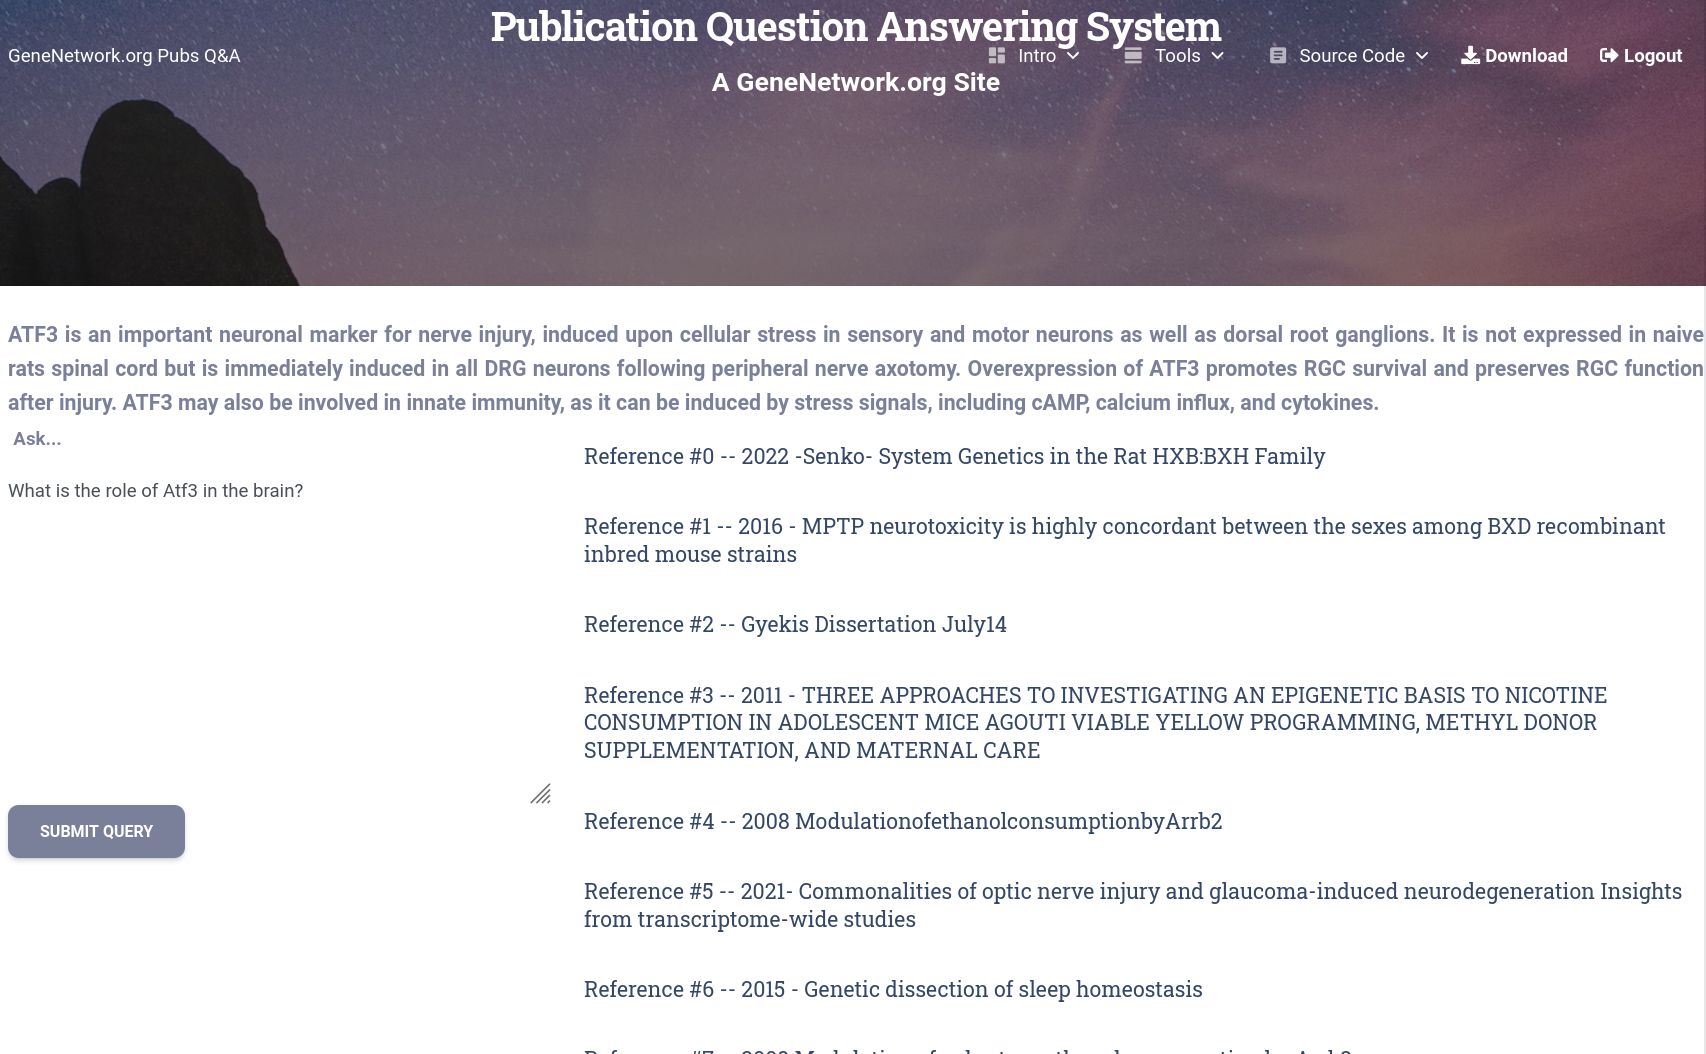 Publication Question Answering System
GeneNetwork.org Pubs Q&A
Intro
Tools
Source Code
Download
Logout
A GeneNetwork.org Site
ATF3 is an important neuronal marker for nerve injury, induced upon cellular stress in sensory and motor neurons as well as dorsal root ganglions. It is not expressed in naive
rats spinal cord but is immediately induced in all DRG neurons following peripheral nerve axotomy. Overexpression of ATF3 promotes RGC survival and preserves RGC function
after injury. ATF3 may also be involved in innate immunity, as it can be induced by stress signals, including cAMP, calcium influx, and cytokines.
Ask...
What is the role of Atf3 in the brain?
SUBMIT QUERY
Reference #0 -- 2022 -Senko- System Genetics in the Rat HXB:BXH Family
Reference #1 -- 2016 - MPTP neurotoxicity is highly concordant between the sexes among BXD recombinant
inbred mouse strains
Reference #2 -- Gyekis Dissertation July14
Reference #3 -- 2011 - THREE APPROACHES TO INVESTIGATING AN EPIGENETIC BASIS TO NICOTINE
CONSUMPTION IN ADOLESCENT MICE AGOUTI VIABLE YELLOW PROGRAMMING, METHYL DONOR
SUPPLEMENTATION, AND MATERNAL CARE
Reference #4 -- 2008 ModulationofethanolconsumptionbyArrb2
Reference #5 -- 2021- Commonalities of optic nerve injury and glaucoma-induced neurodegeneration Insights
from transcriptome-wide studies
Reference #6 -- 2015 - Genetic dissection of sleep homeostasis